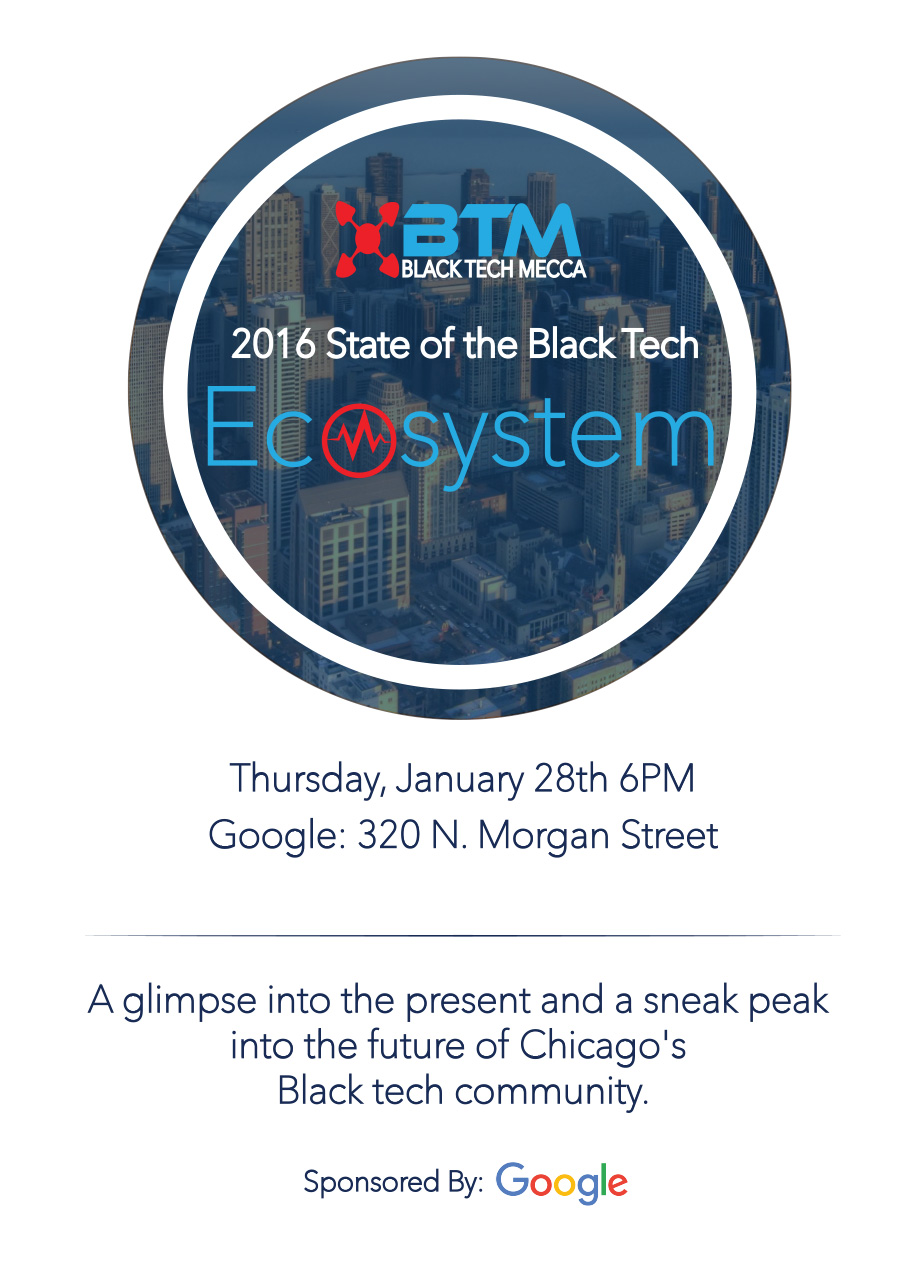 BTM
BLACK TECH MECCA
2016 State of the Black Tech
Ecosystem
Thursday, January 28th 6PM
Google: 320 N. Morgan Street
A glimpse into the present and a sneak peak
into the future of Chicago's
Black tech community.
Sponsored By: Google